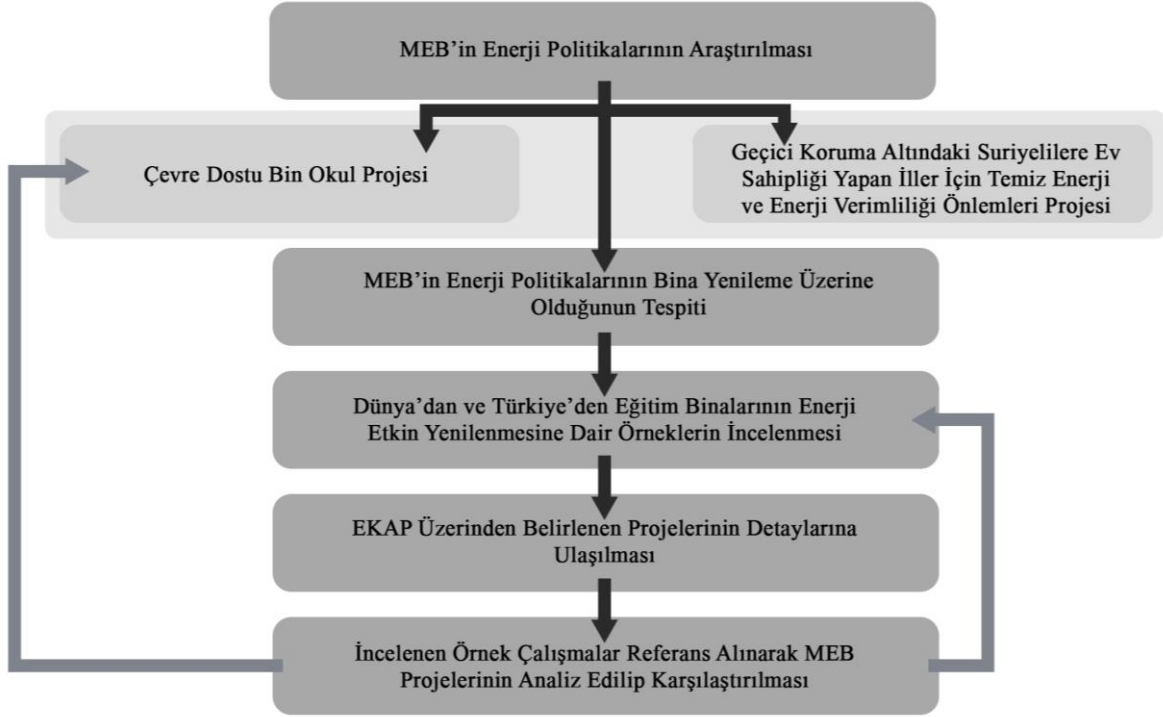 MEB’in Enerji Politikalarının Araştırılması
Çevre Dostu Bin Okul Projesi
Geçici Koruma Altındaki Suriyelilere Ev
Sahipliği Yapan İller İçin Temiz Enerji
ve Enerji Verimliliği Önlemleri Projesi
MEB’in Enerji Politikalarının Bina Yenileme Üzerine
Olduğunun Tespiti
Dünya’dan ve Türkiye’den Eğitim Binalarının Enerji
Etkin Yenilenmesine Dair Örneklerin İncelenmesi
EKAP Üzerinden Belirlenen Projelerinin Detaylarına
Ulaşılması
İncelenen Örnek Çalışmalar Referans Alınarak MEB
Projelerinin Analiz Edilip Karşılaştırılması